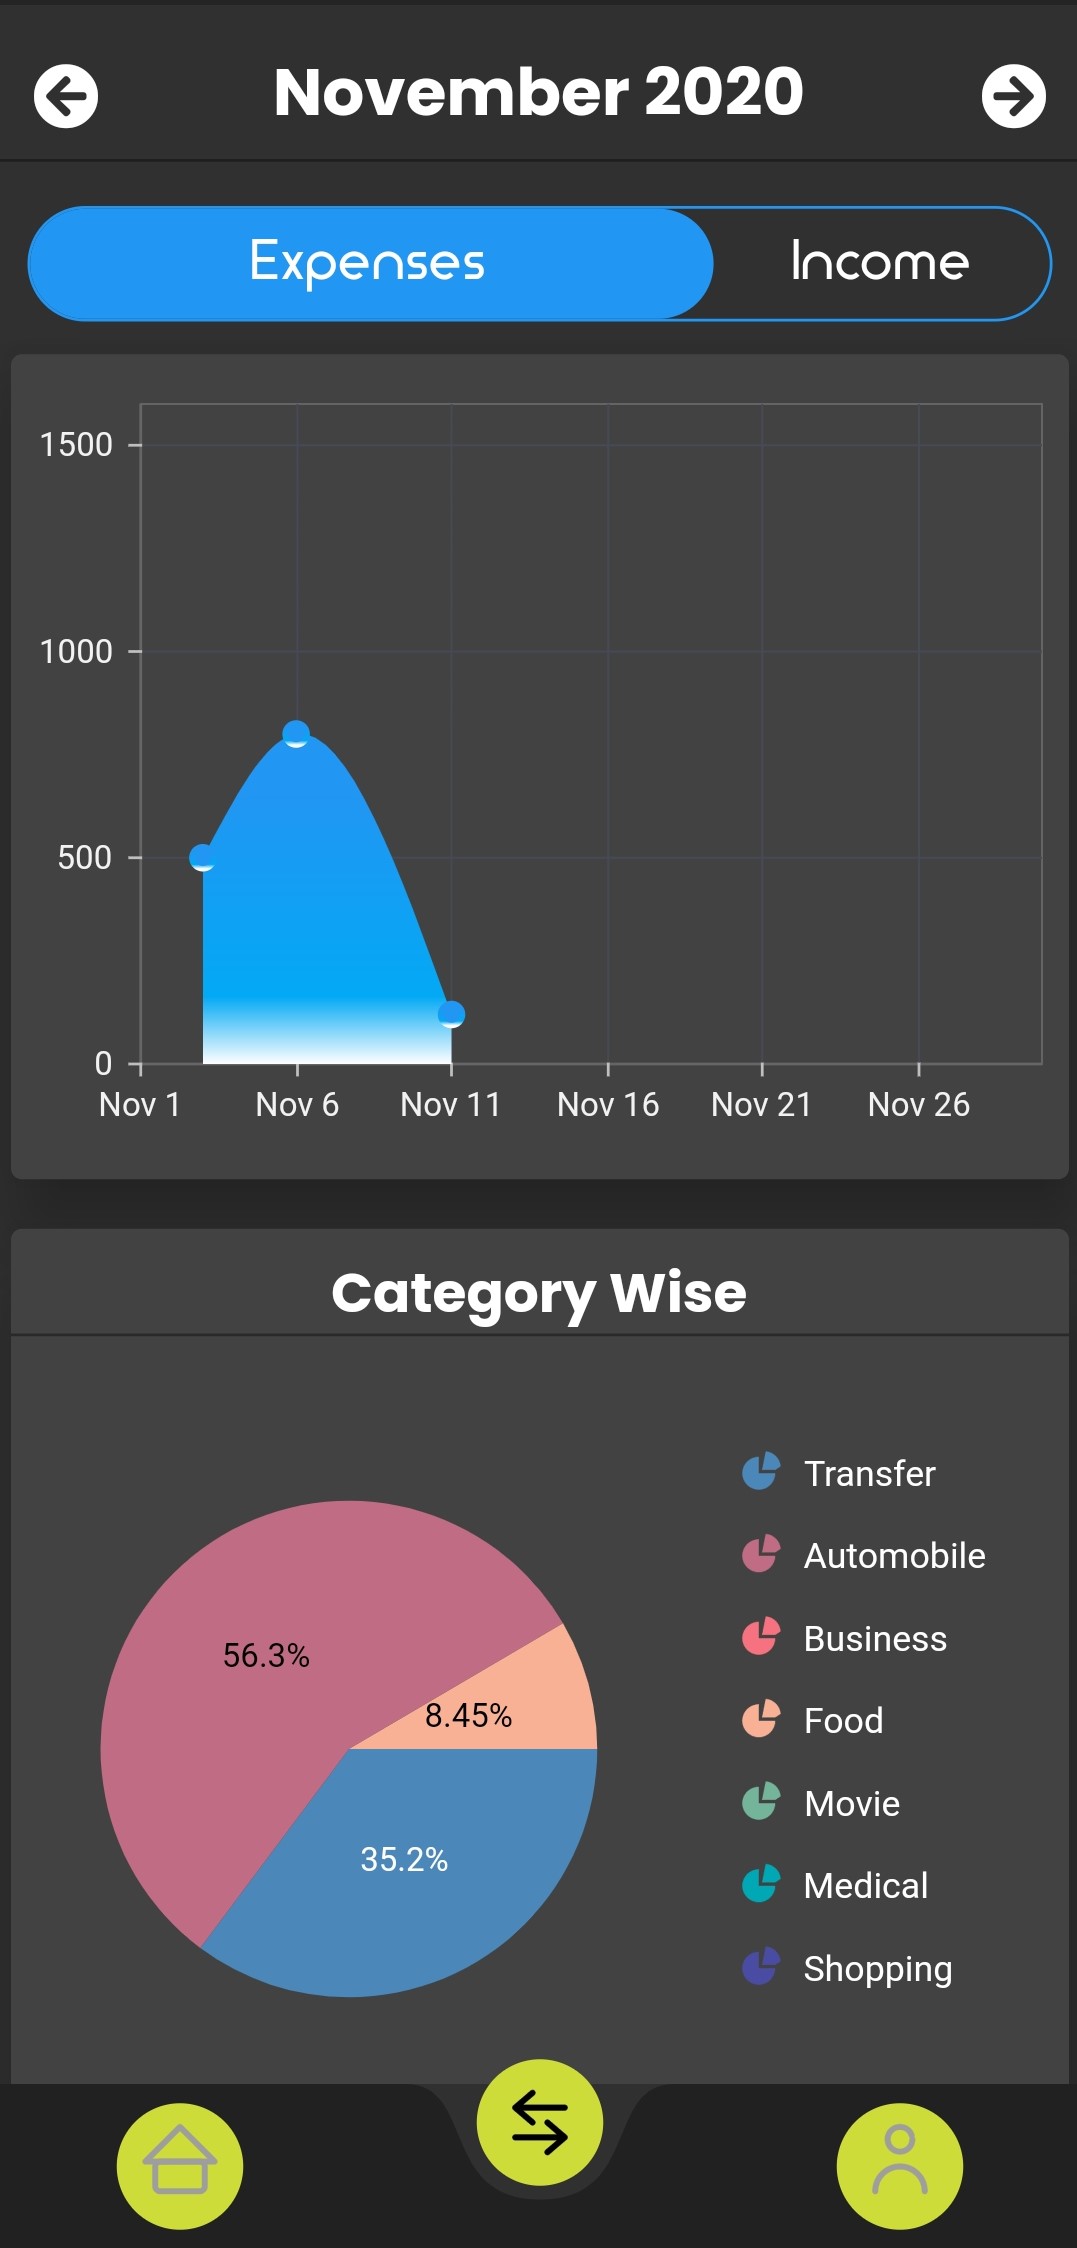 November 2020
Expenses
Income
1500
1000
500
0
Nov 1
Nov 6
Nov 11
Nov 16
Nov 21
Nov 26
Category Wise
Transfer
Automobile
Business
Food
Movie
Medical
Shopping
56.3%
8.45%
35.2%